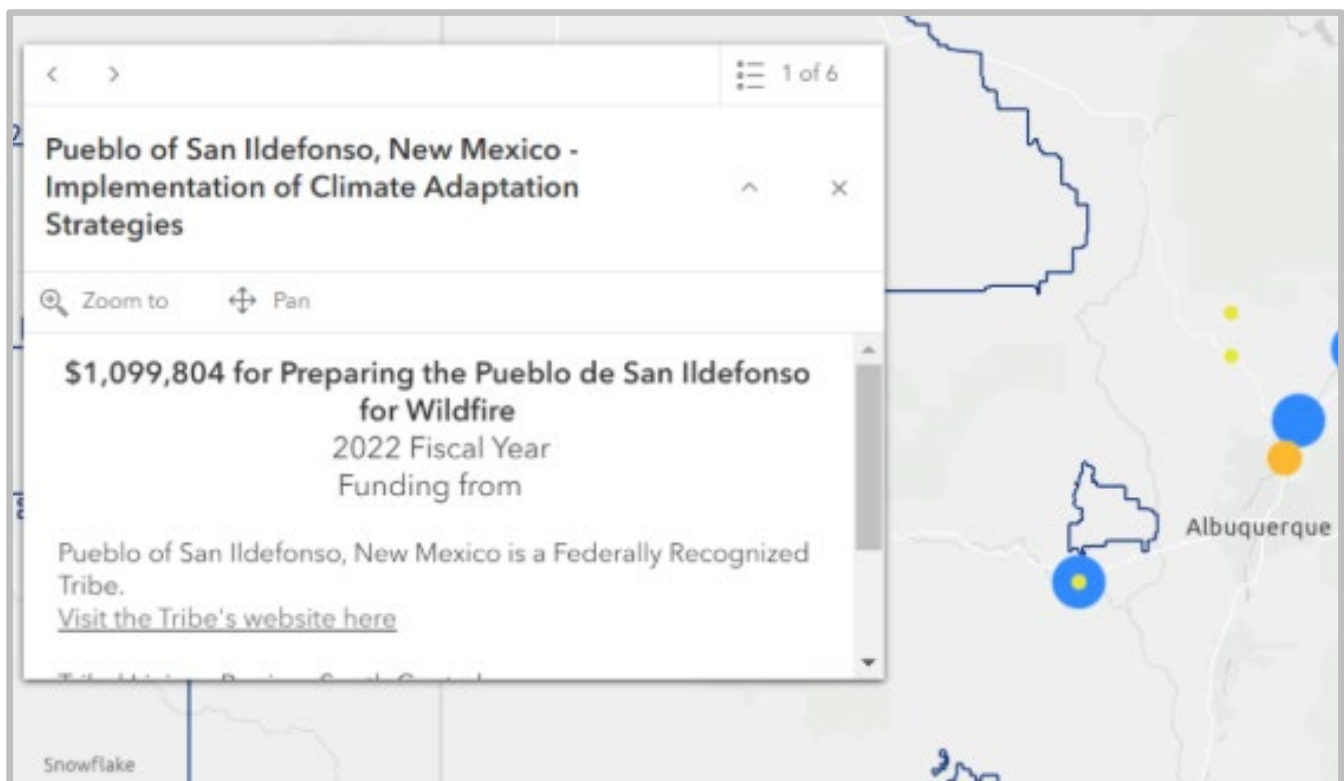 1 of 6
Pueblo of San Ildefonso, New Mexico -
Implementation of Climate Adaptation
Strategies
Zoom to Pan
$1,099,804 for Preparing the Pueblo de San Ildefonso
for Wildfire
2022 Fiscal Year
Funding from
Pueblo of San Ildefonso, New Mexico is a Federally Recognized
Tribe.
Visit the Tribe's website here
Albuquerque
Snowflake